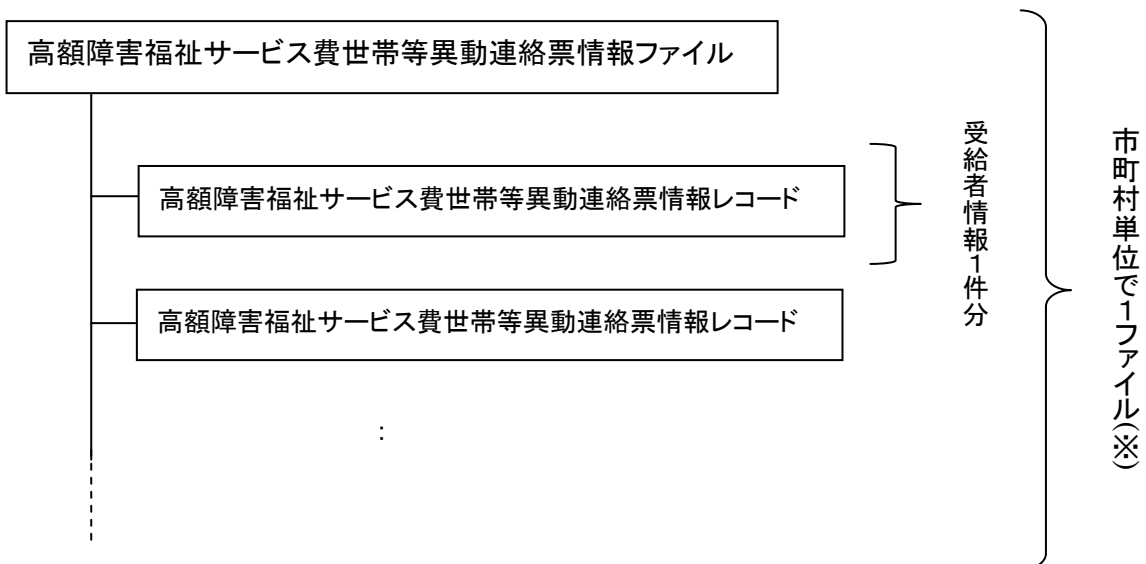 高額障害福祉サービス費世帯等異動連絡票情報ファイル
高額障害福祉サービス費世帯等異動連絡票情報レコード
高額障害福祉サービス費世帯等異動連絡票情報レコード
:
受給者情報1件分
市町村単位で1ファイル(※)